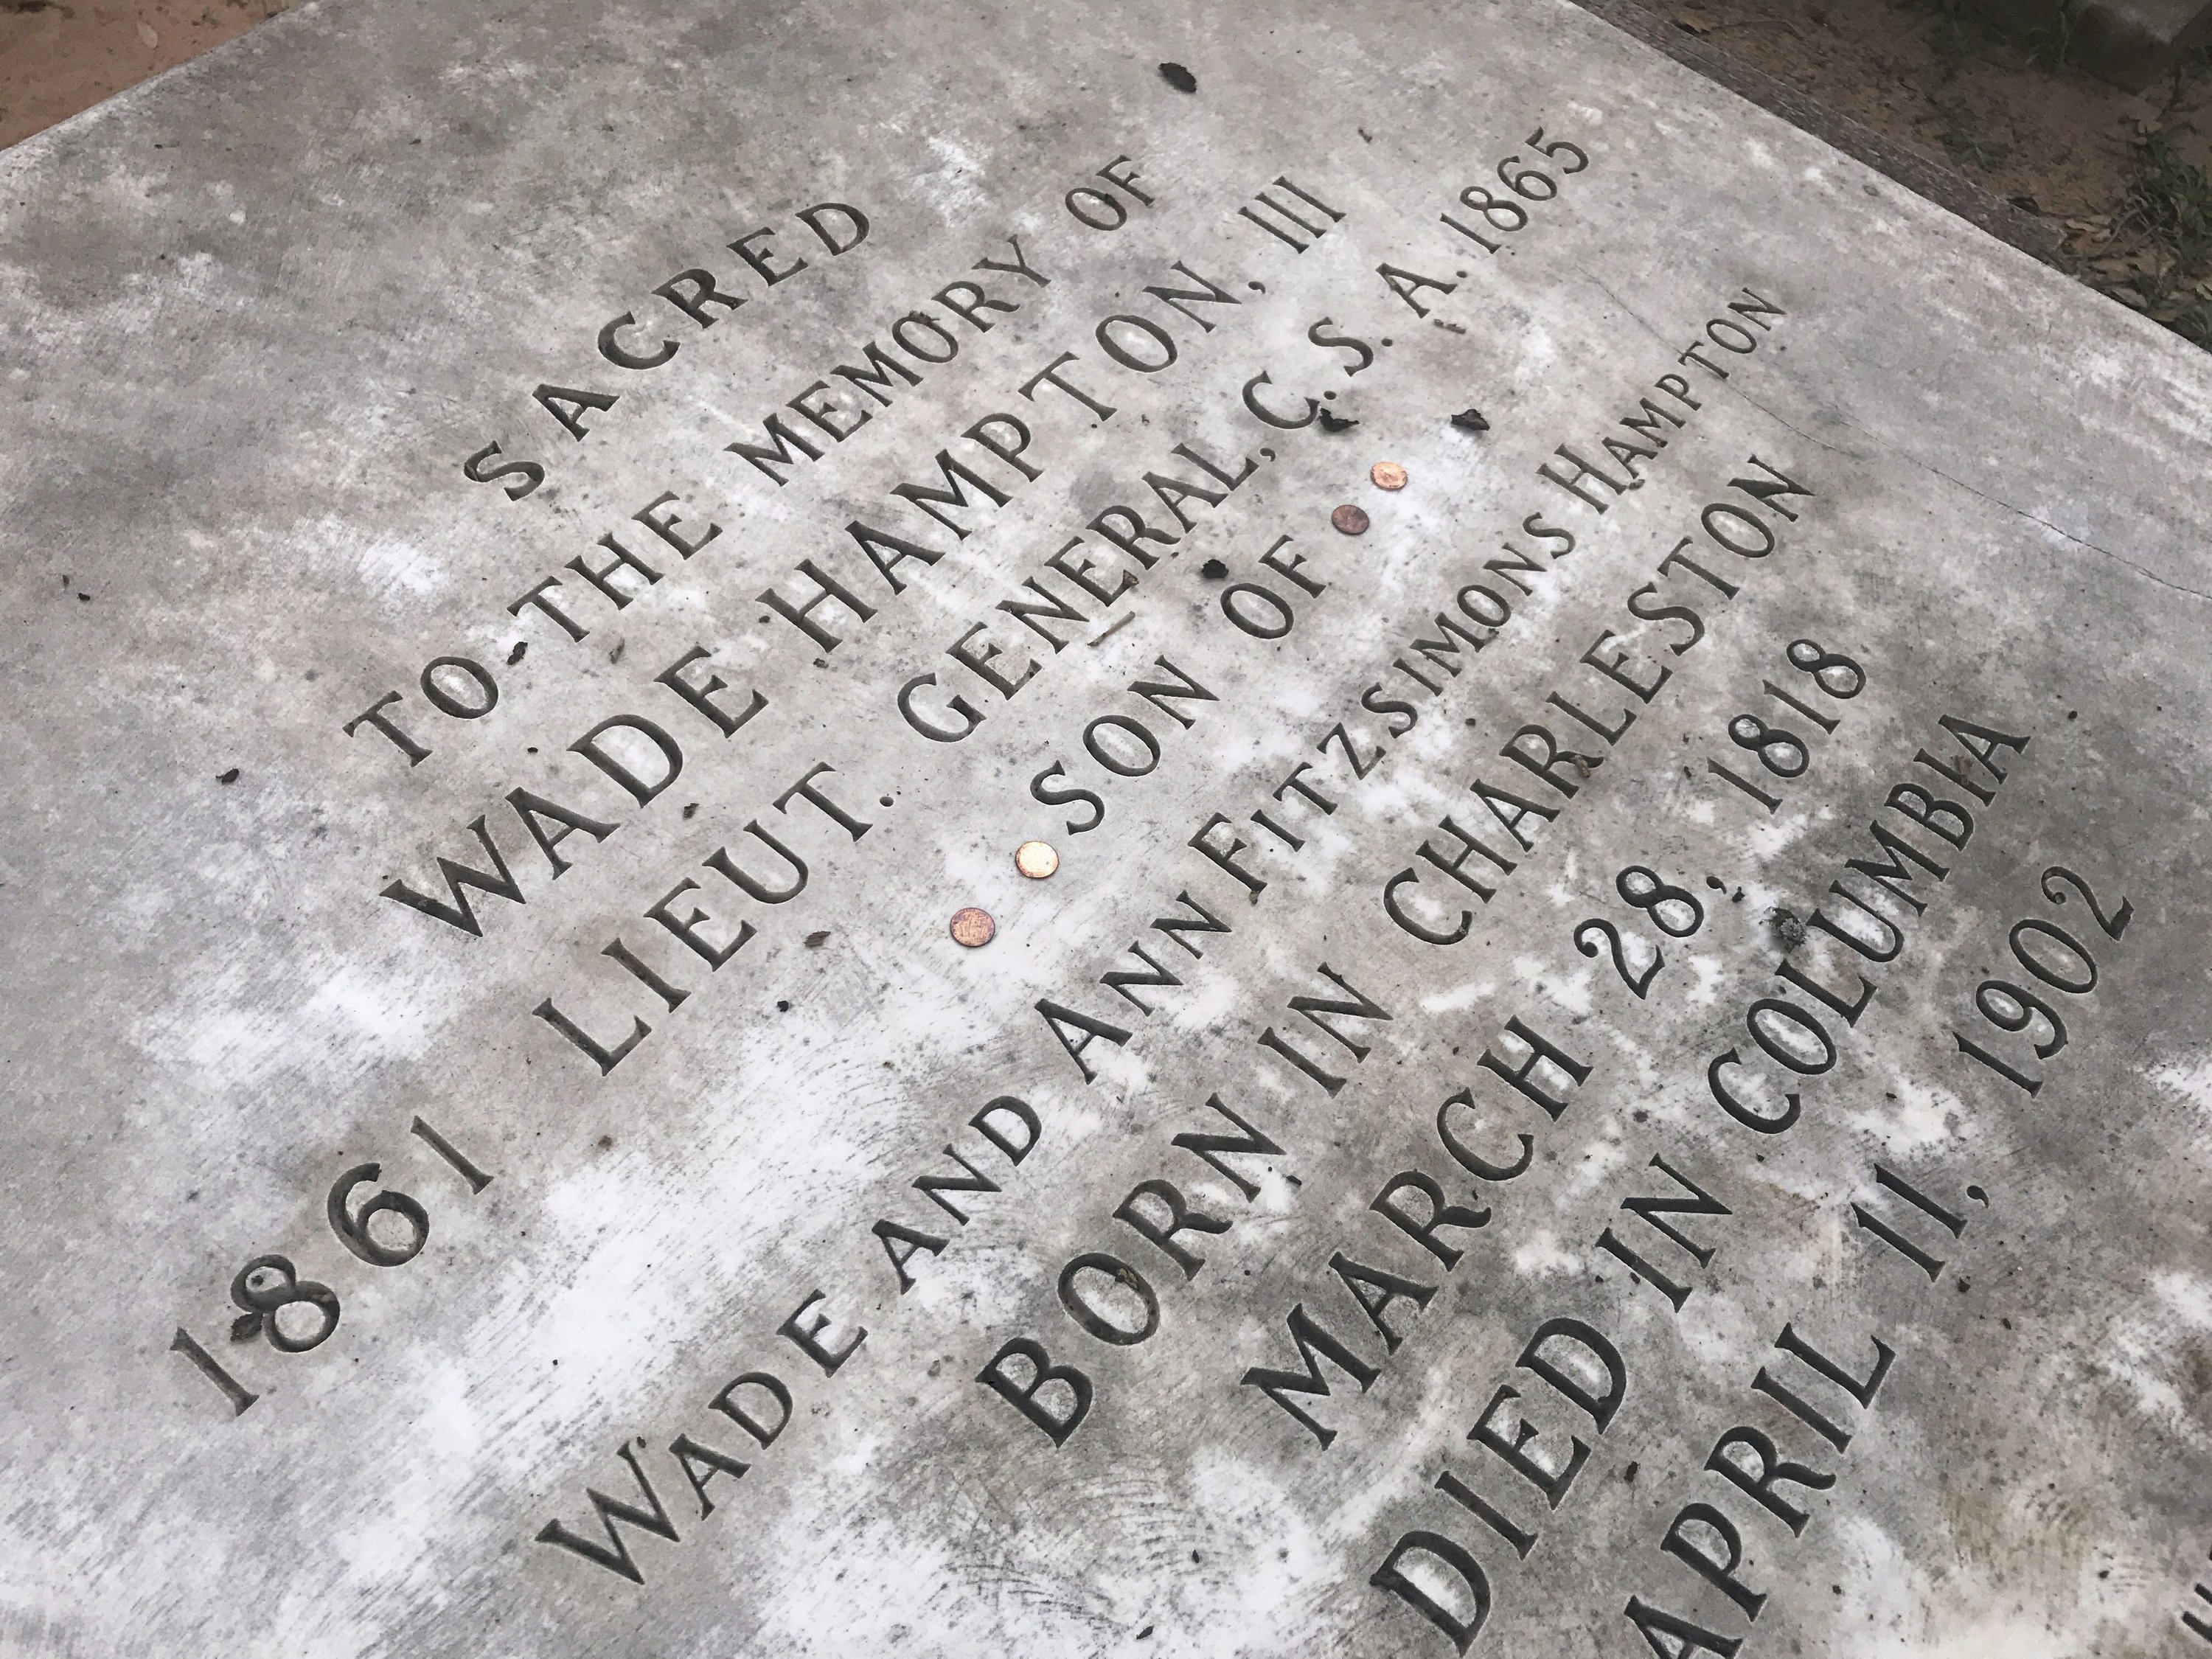 SACRED
TO THE MEMORY OF
WADE HAMPTON, III
1861 LIEUT. GENERAL, C. S. A. 1865
SON OF
WADE AND ANN FITZSIMONS HAMPTON
BORN IN CHARLESTON
MARCH 28, 1818
DIED IN COLUMBIA
APRIL 11, 1902